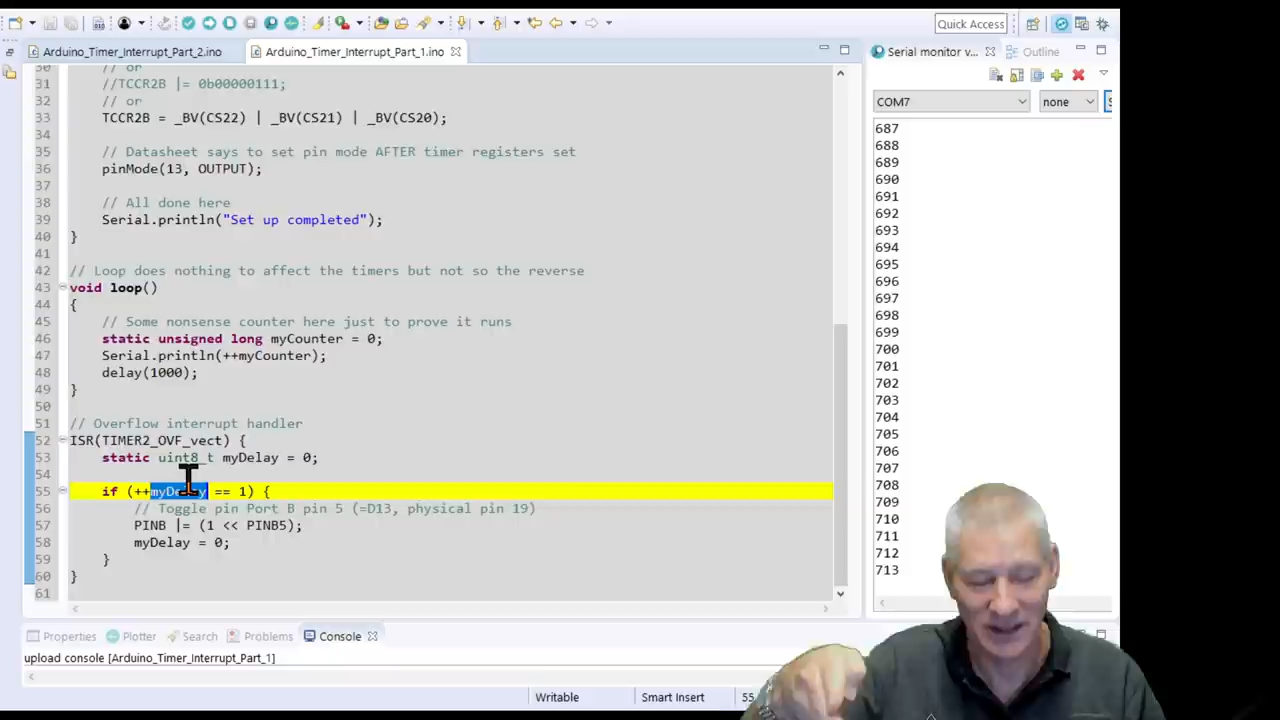 Quick Access
Arduino_Timer_Interrupt_Part_2.ino
Arduino_Timer_Interrupt_Part_1.ino
Serial monitor v...
Outline
COM7
none
30 // or
31 //TCCR2B |= 0b00000111;
32 // or
33 TCCR2B = _BV(CS22) | _BV(CS21) | _BV(CS20);
34
35 // Datasheet says to set pin mode AFTER timer registers set
36 pinMode(13, OUTPUT);
37
38 // All done here
39 Serial.println("Set up completed");
40 }
41
42 // Loop does nothing to affect the timers but not so the reverse
43 void loop()
44 {
45 // Some nonsense counter here just to prove it runs
46 static unsigned long myCounter = 0;
47 Serial.println(++myCounter);
48 delay(1000);
49 }
50
51 // Overflow interrupt handler
52 ISR(TIMER2_OVF_vect) {
53 static uint8_t myDelay = 0;
54
55 if (++myDelay == 1) {
56 // Toggle pin Port B pin 5 (=D13, physical pin 19)
57 PINB |= (1 << PINB5);
58 myDelay = 0;
59 }
60 }
61
687
688
689
690
691
692
693
694
695
696
697
698
699
700
701
702
703
704
705
706
707
708
709
710
711
712
713
Properties
Plotter
Search
Problems
Console
upload console [Arduino_Timer_Interrupt_Part_1]
Writable
Smart Insert
55